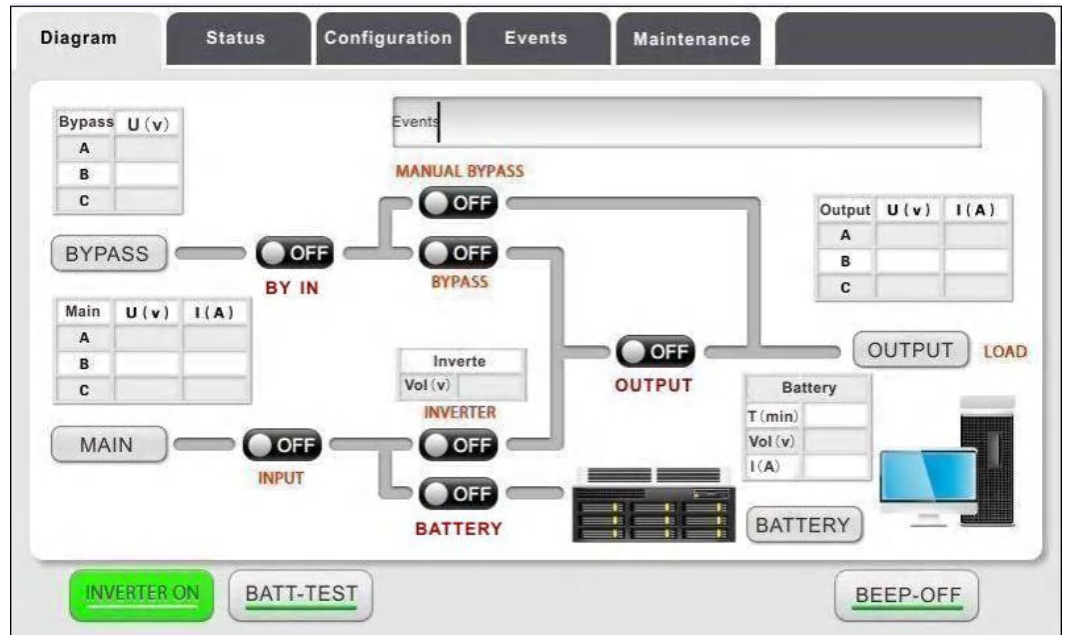 Diagram Status Configuration Events Maintenance
Events
Bypass U (v)
A
B
C
MANUAL BYPASS
OFF
BYPASS OFF OFF
BY IN BYPASS
Output U (v) I (A)
A
B
C
Main U (v) I (A)
A
B
C
Inverte
Vol (v)
INVERTER
OFF OUTPUT LOAD
OUTPUT
Battery
T (min)
Vol (v)
I (A)
MAIN OFF OFF
INPUT
OFF
BATTERY
BATTERY
INVERTER ON BATT-TEST BEEP-OFF